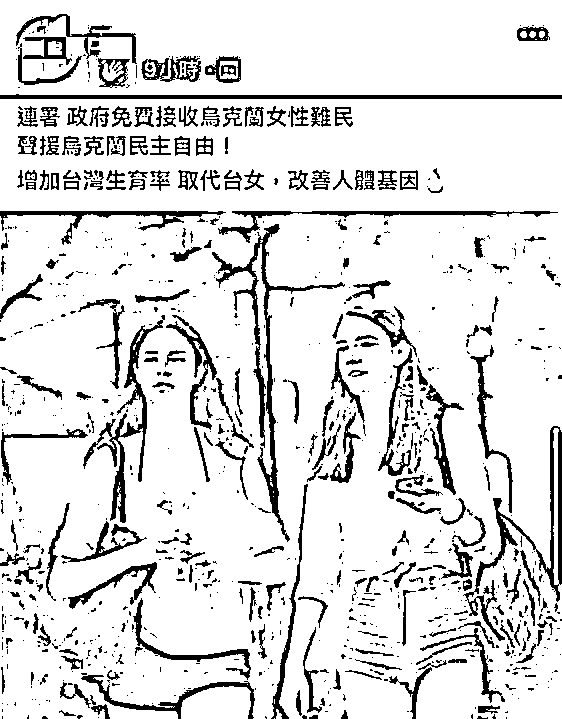 9小時
連署 政府免費接收烏克蘭女性難民
聲援烏克蘭民主自由！
增加台灣生育率 取代台女，改善人體基因